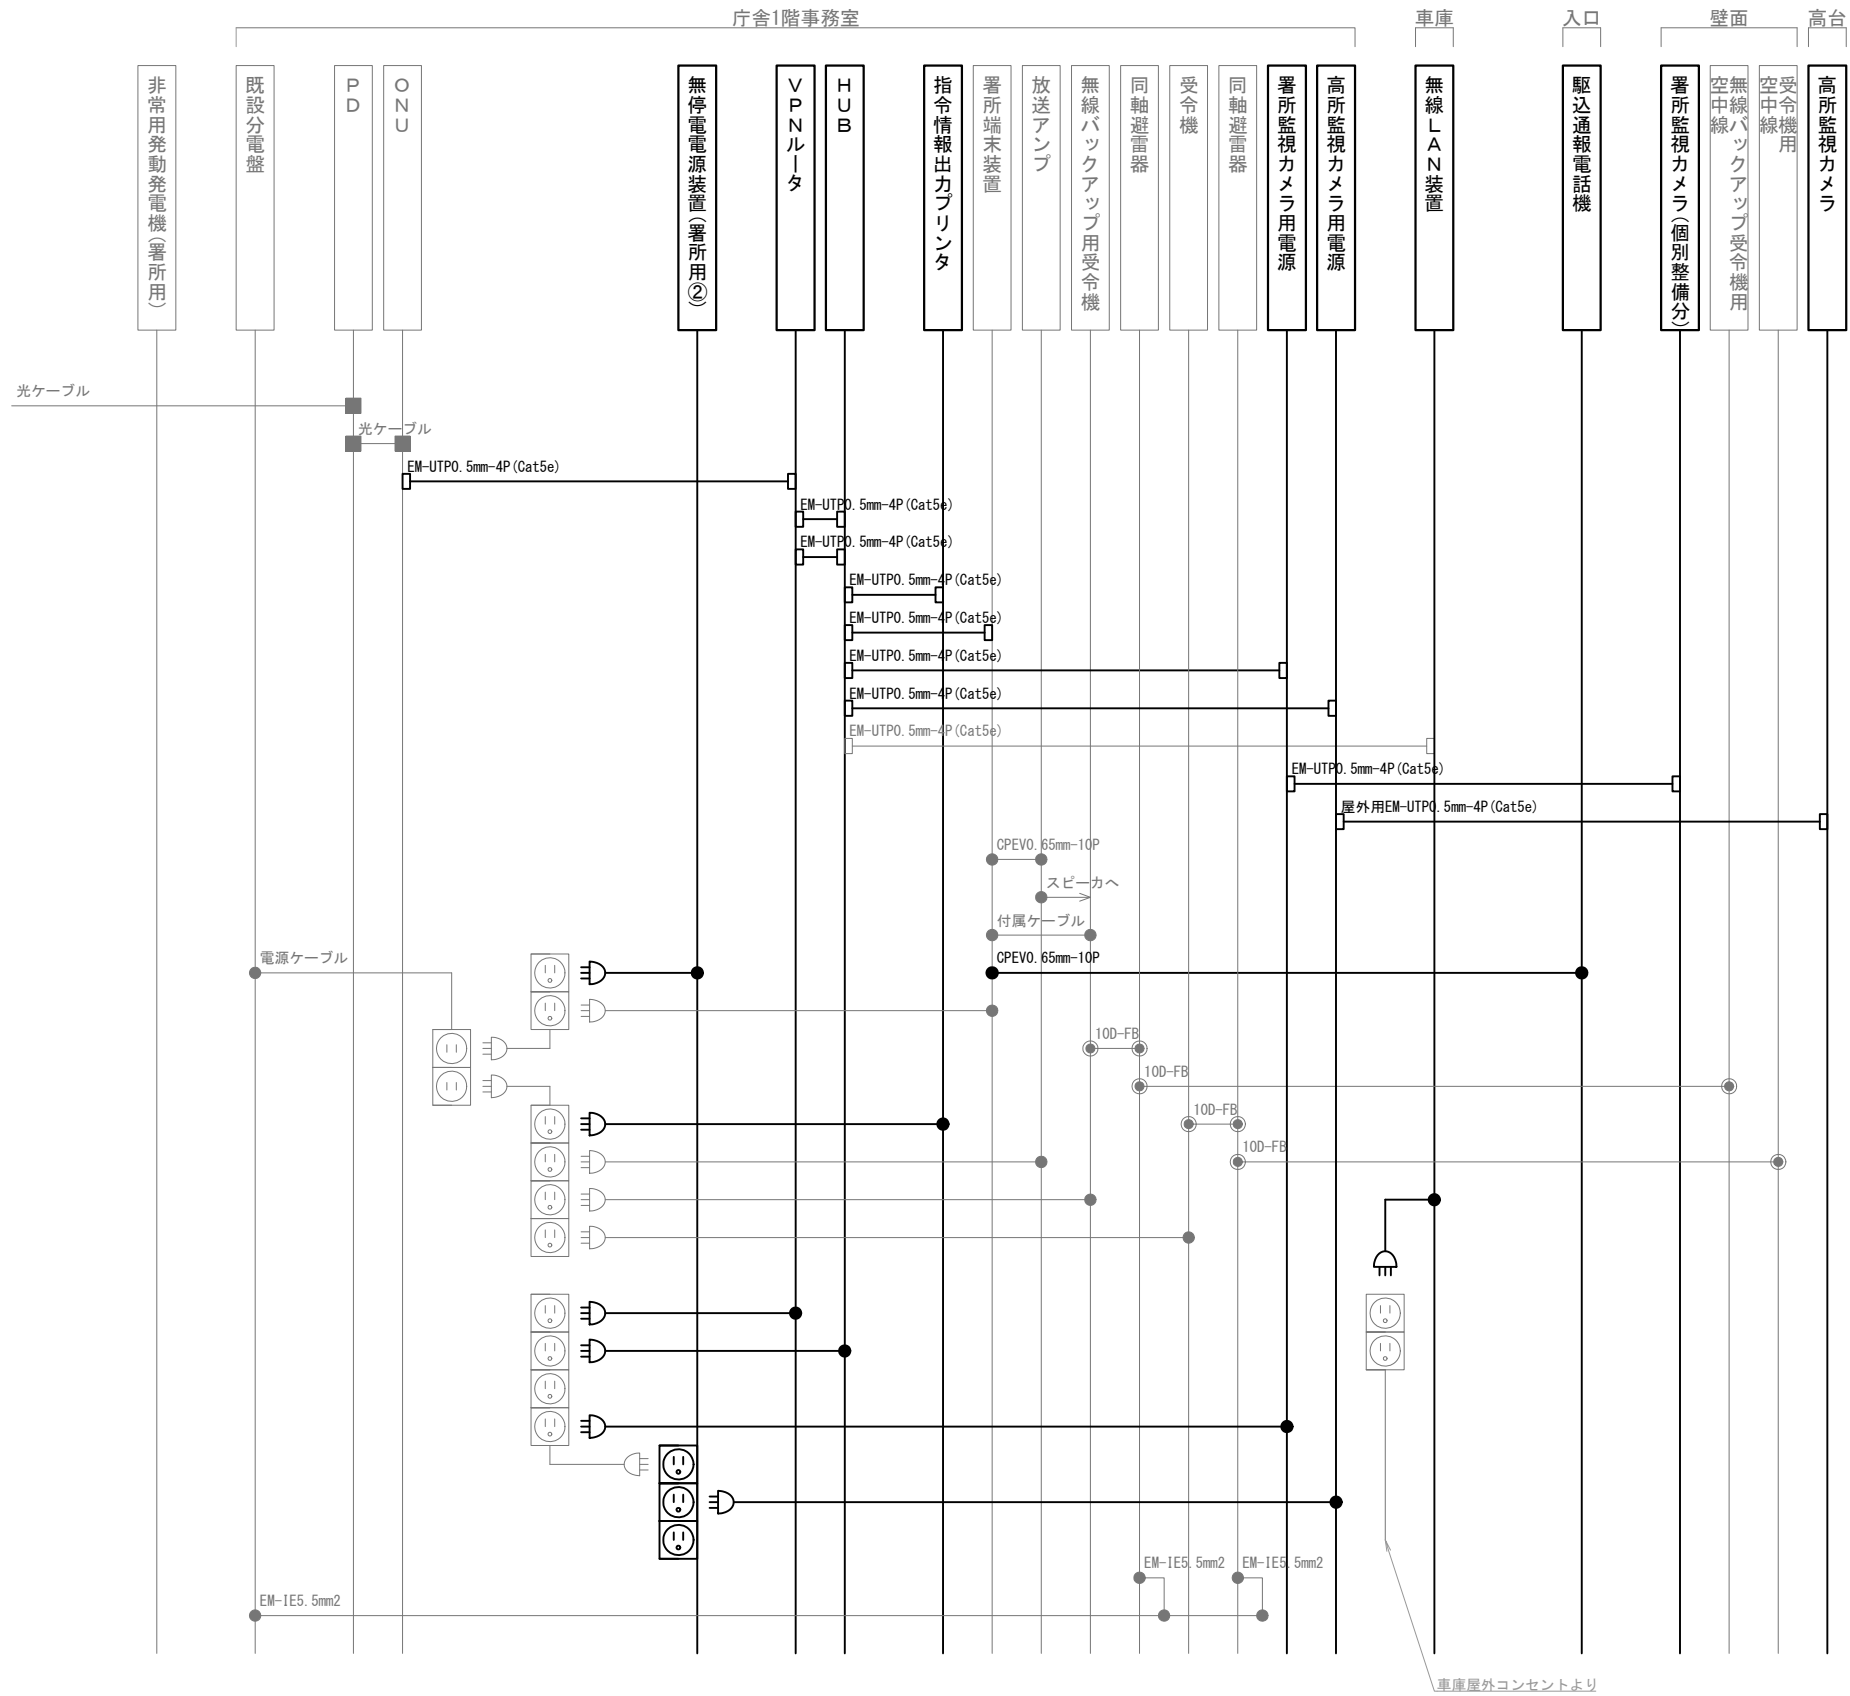 庁舎1階事務室
車庫
入口
壁面
高台
非常用発動発電機(署所用)
既設分電盤
PD
ONU
無停電電源装置(署所用②)
VPNルータ
HUB
指令情報出力プリンタ
署所端末装置
放送アンプ
無線バックアップ用受令機
同軸避雷器
受令機
同軸避雷器
署所監視カメラ用電源
高所監視カメラ用電源
無線LAN装置
駆込通報電話機
署所監視カメラ(個別整備分)
無線バックアップ受令機用
空中線
受令機用
空中線
高所監視カメラ
光ケーブル
光ケーブル
EM-UTP0.5mm-4P(Cat5e)
EM-UTP0.5mm-4P(Cat5e)
EM-UTP0.5mm-4P(Cat5e)
EM-UTP0.5mm-4P(Cat5e)
EM-UTP0.5mm-4P(Cat5e)
EM-UTP0.5mm-4P(Cat5e)
EM-UTP0.5mm-4P(Cat5e)
EM-UTP0.5mm-4P(Cat5e)
EM-UTP0.5mm-4P(Cat5e)
屋外用EM-UTP0.5mm-4P(Cat5e)
CPEV0.65mm-10P
スピーカへ
付属ケーブル
電源ケーブル
CPEV0.65mm-10P
10D-FB
10D-FB
10D-FB
10D-FB
EM-IE5.5mm2
EM-IE5.5mm2
EM-IE5.5mm2
車庫屋外コンセントより